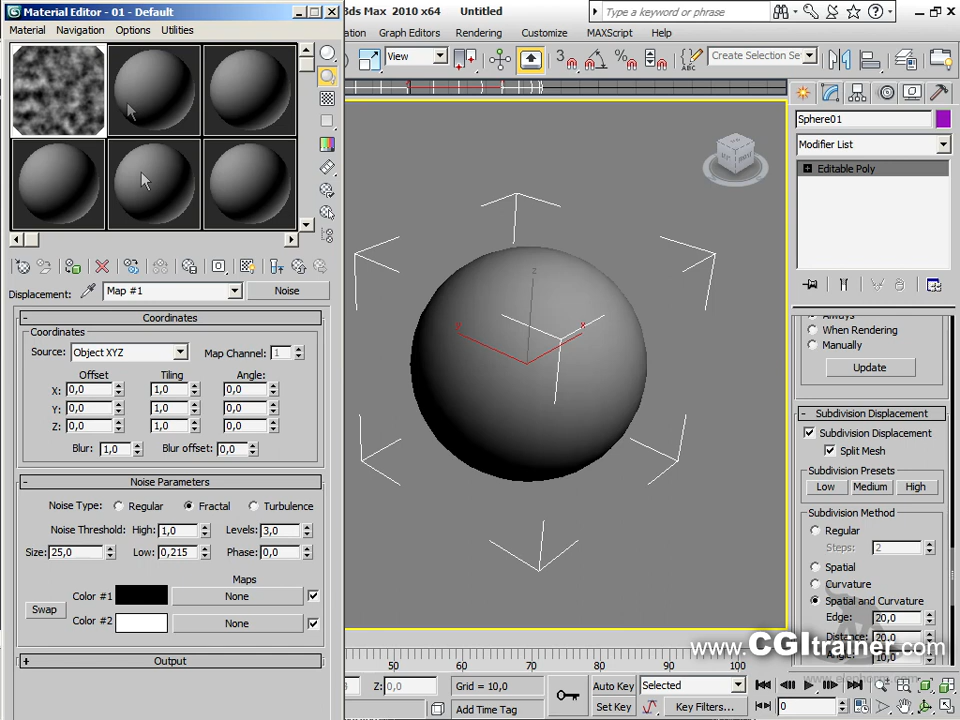 Material Editor - 01 - Default
3ds Max 2010 x64 Untitled
Type a keyword or phrase
Material Navigation Options Utilities
ation Graph Editors Rendering Customize MAXScript Help
View
3
ABC
Create Selection Se
Sphere01
Modifier List
Editable Poly
Displacement: Map #1 Noise
Coordinates
Coordinates
Source: Object XYZ Map Channel: 1
Offset Tiling Angle:
X: 0,0 1,0 0,0
Y: 0,0 1,0 0,0
Z: 0,0 1,0 0,0
Blur: 1,0 Blur offset: 0,0
Noise Parameters
Noise Type: Regular Fractal Turbulence
Noise Threshold: High: 1,0 Levels: 3,0
Size: 25,0 Low: 0,215 Phase: 0,0
Maps
Color #1 None
Swap
Color #2 None
Output
z
x
y
Always
When Rendering
Manually
Update
Subdivision Displacement
Subdivision Displacement
Split Mesh
Subdivision Presets
Low Medium High
Subdivision Method
Regular
Steps: 2
Spatial
Curvature
Spatial and Curvature
Edge: 20,0
Distance: 20,0
Angle: 10,0
www.CGItrainer.com
50 60 70 80 90 100
Z: 0,0 Grid = 10,0 Auto Key Selected
Add Time Tag Set Key Key Filters... 0